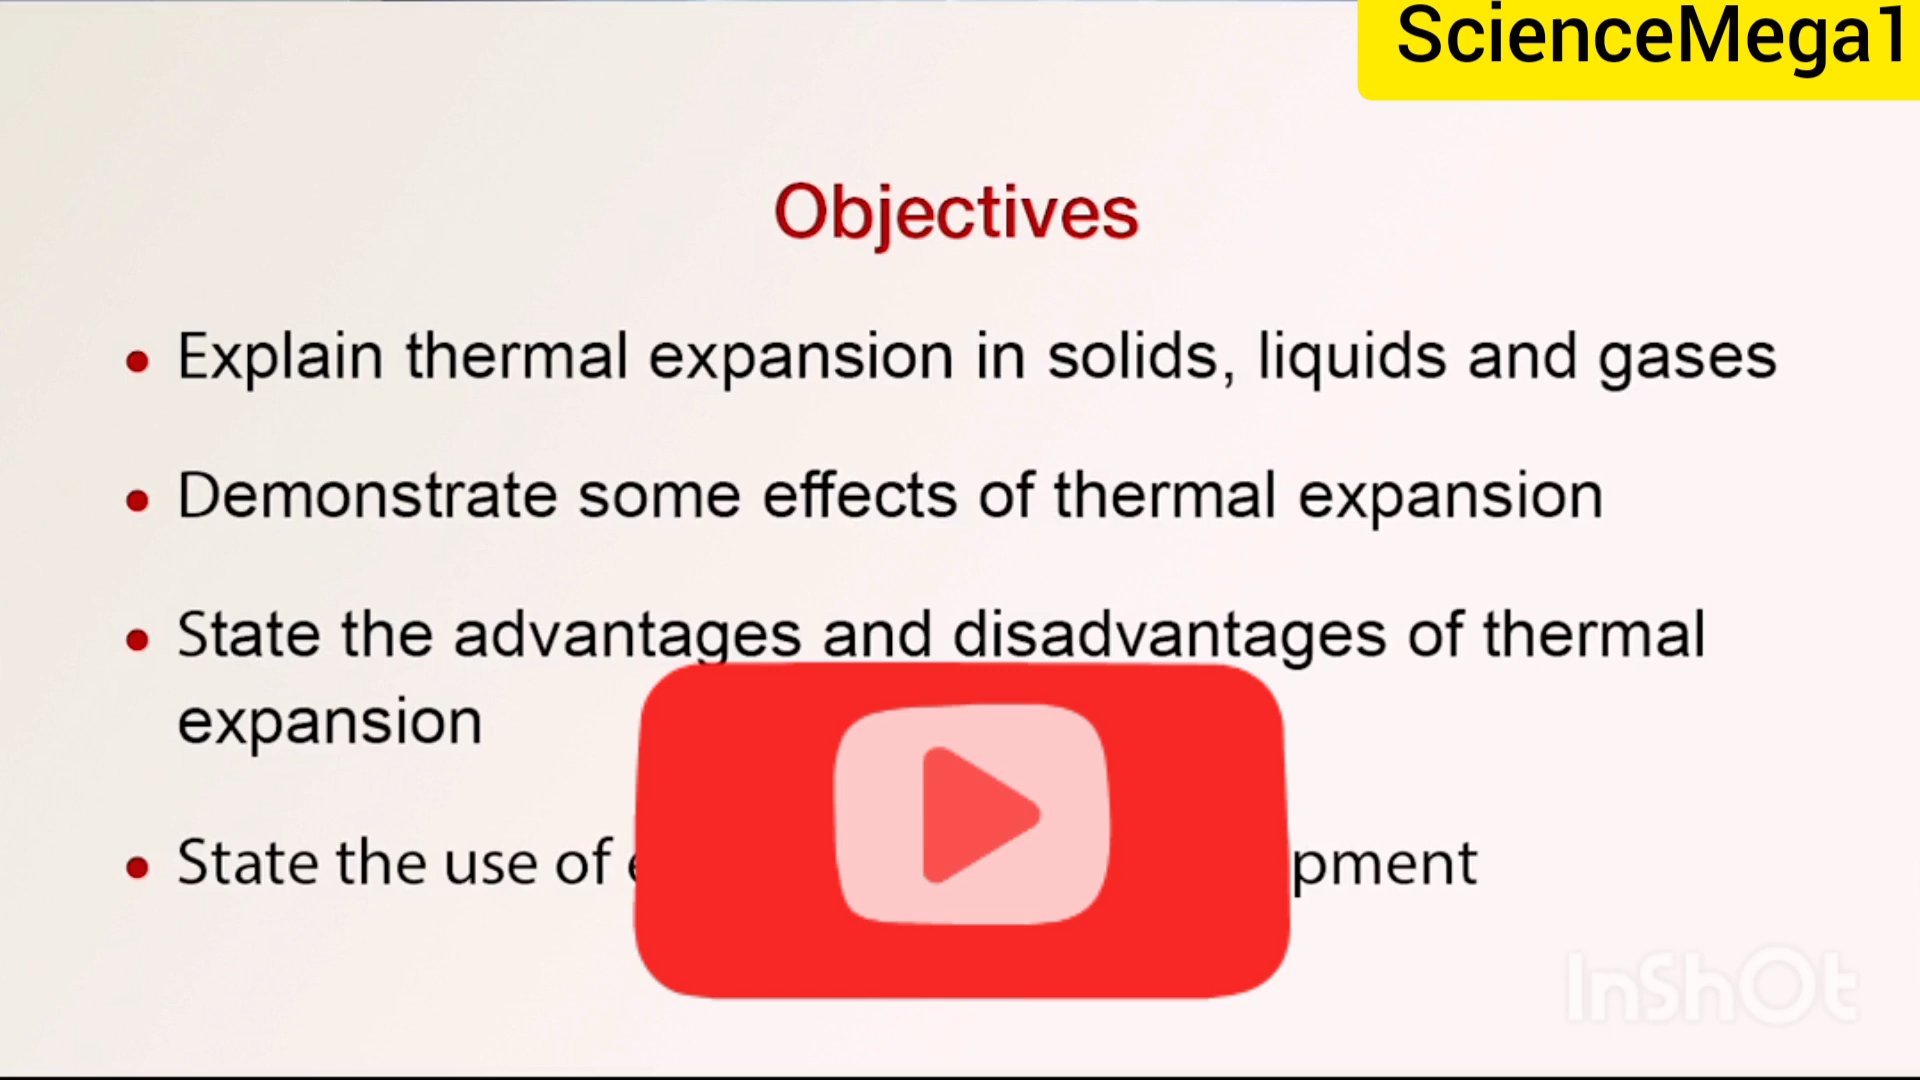 ScienceMega1
Objectives
• Explain thermal expansion in solids, liquids and gases
• Demonstrate some effects of thermal expansion
• State the advantages and disadvantages of thermal
expansion
• State the use of
InShOt